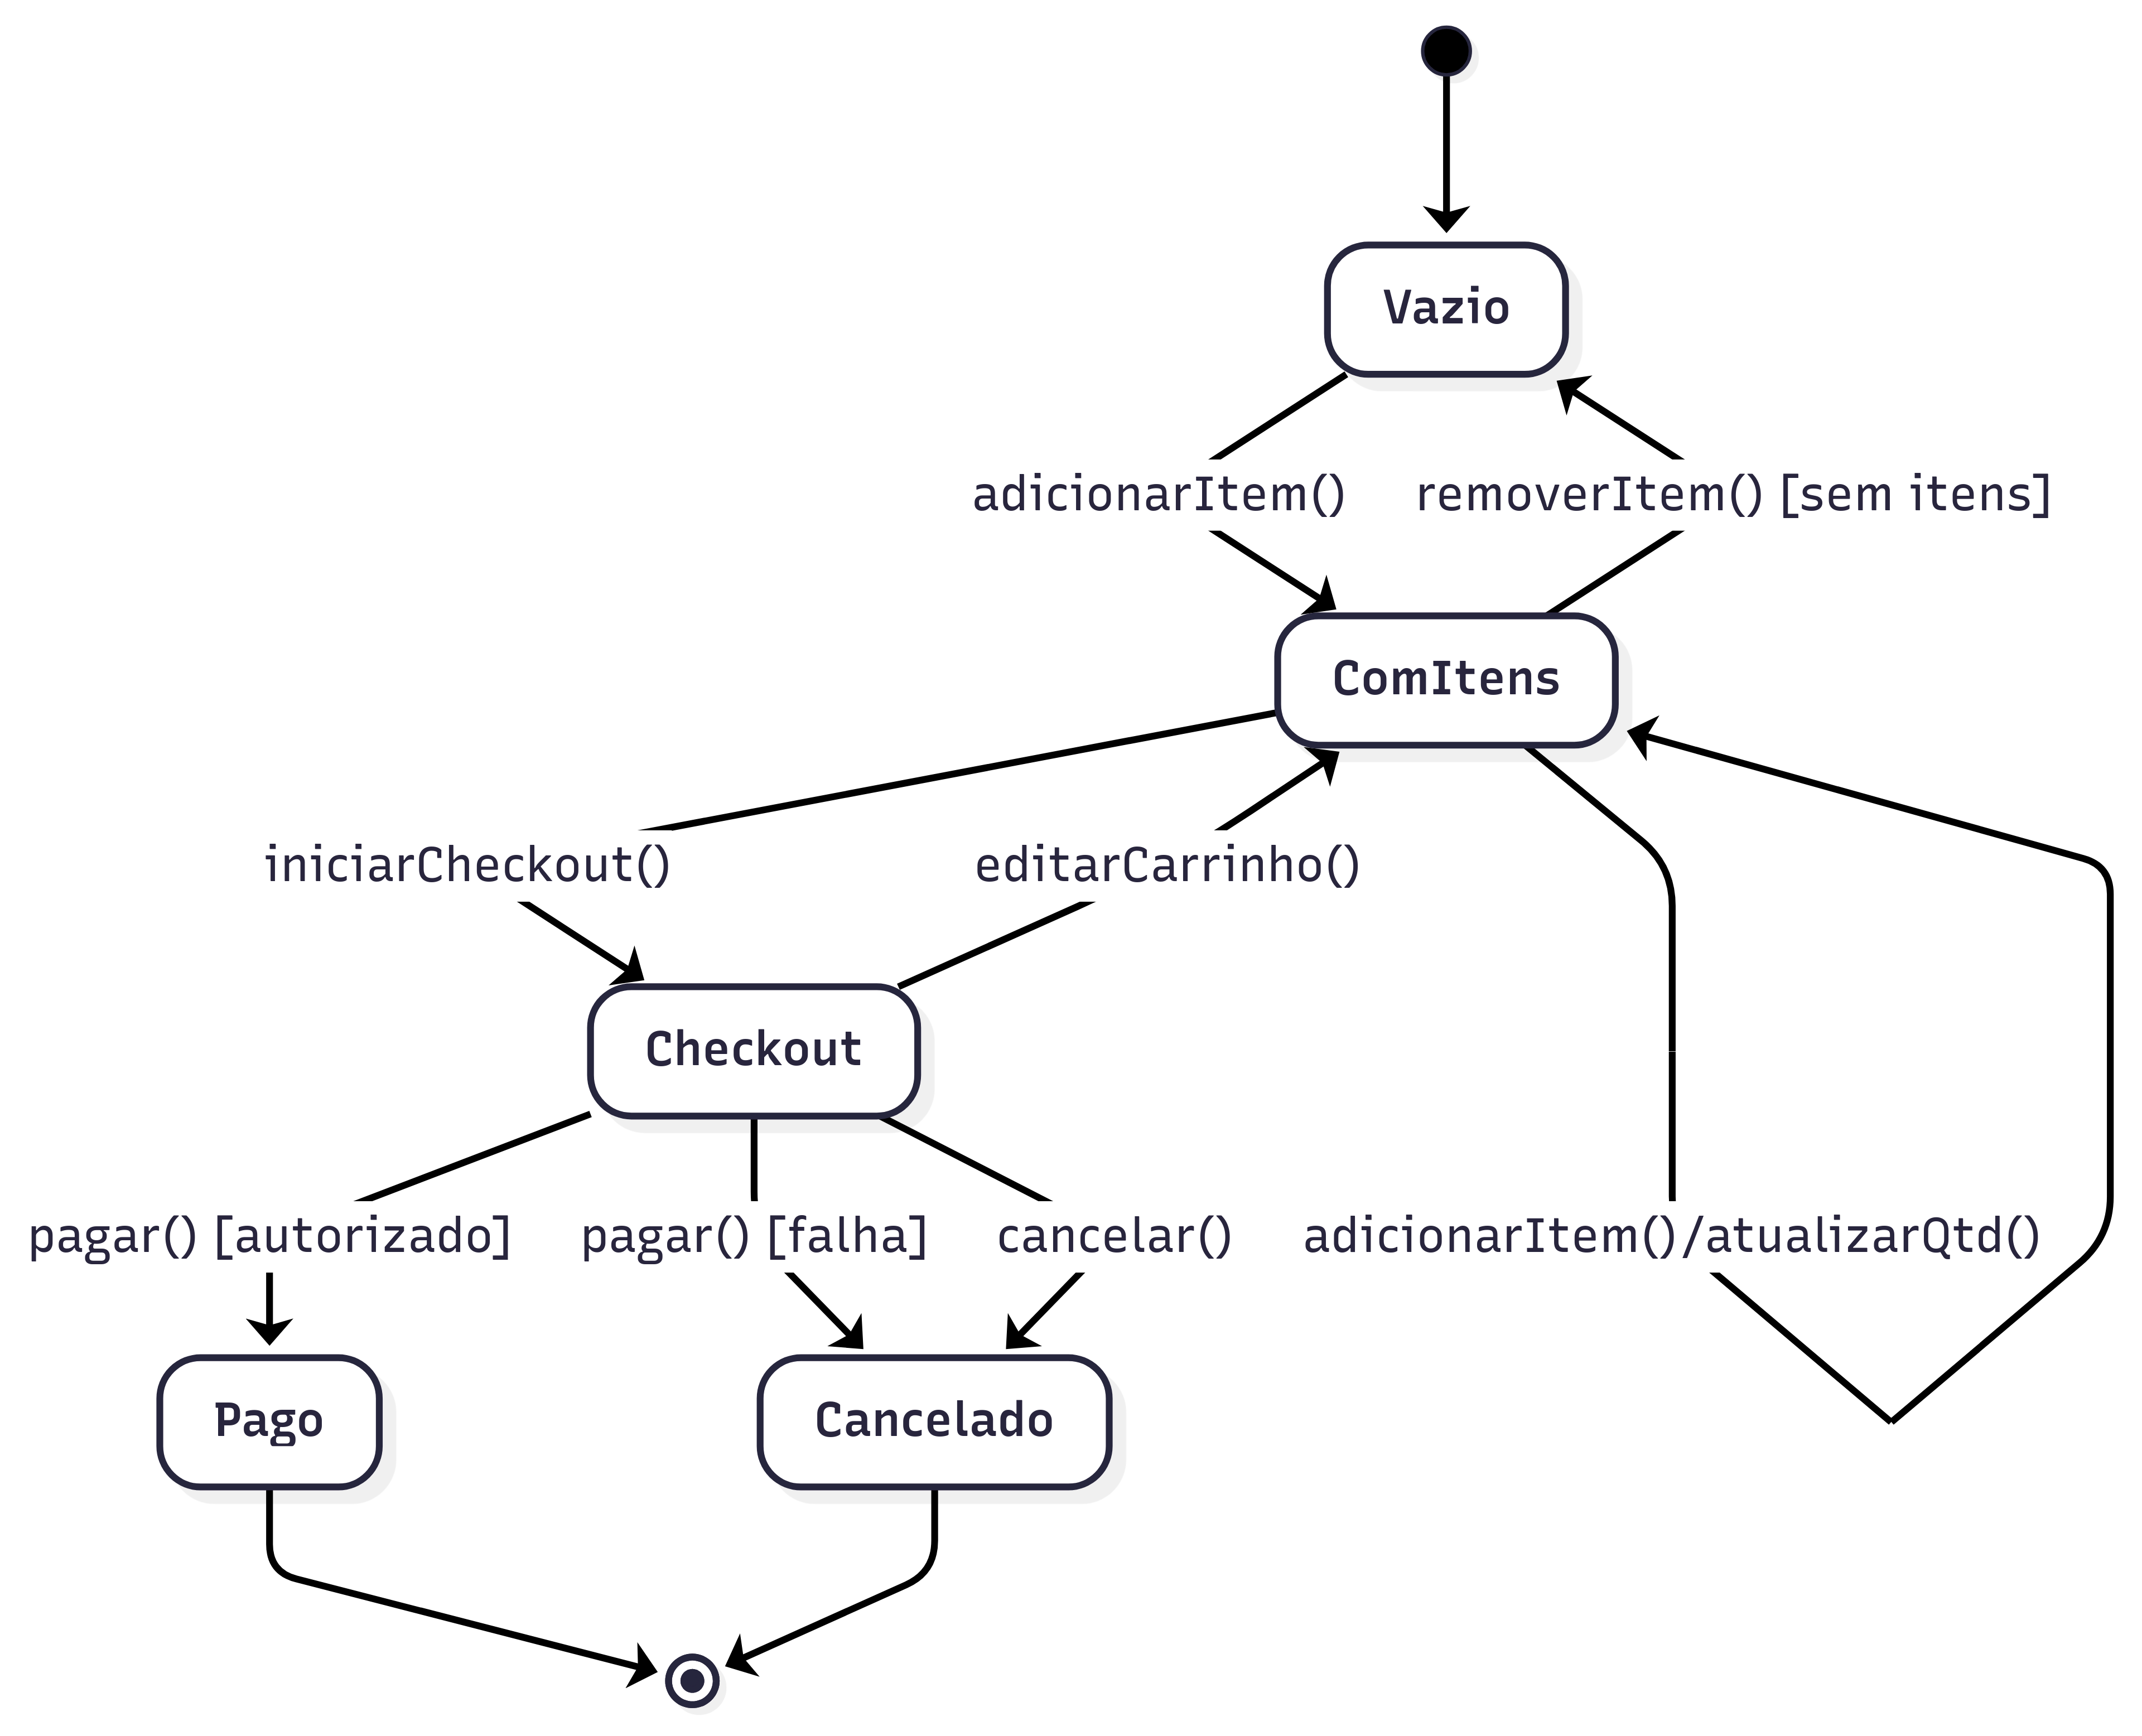 Vazio
adicionarItem()
removerItem() [sem itens]
ComItens
iniciarCheckout()
editarCarrinho()
Checkout
pagar() [autorizado]
pagar() [falha]
cancelar()
adicionarItem()/atualizarQtd()
Pago
Cancelado